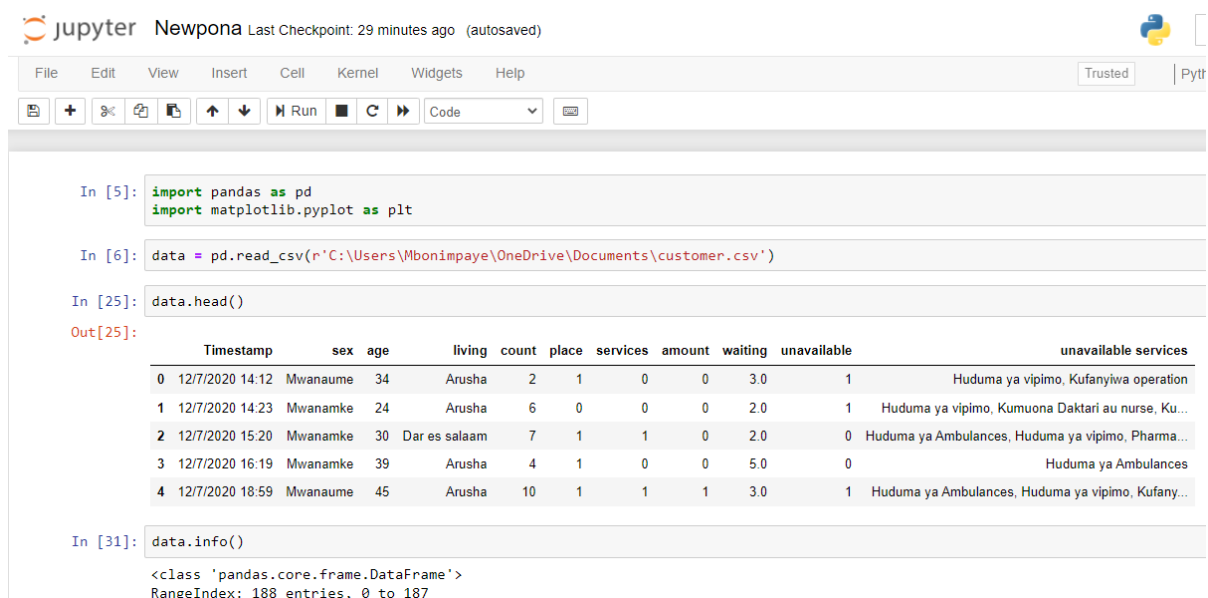 jupyter Newpona Last Checkpoint: 29 minutes ago (autosaved)
File Edit View Insert Cell Kernel Widgets Help Trusted
Run Code
In [5]: import pandas as pd
import matplotlib.pyplot as plt
In [6]: data = pd.read_csv(r'C:\Users\Mbonimpaye\OneDrive\Documents\customer.csv')
In [25]: data.head()
Out[25]:
Timestamp sex age living count place services amount waiting unavailable unavailable services
0 12/7/2020 14:12 Mwanaume 34 Arusha 2 1 0 0 3.0 1 Huduma ya vipimo, Kufanyiwa operation
1 12/7/2020 14:23 Mwanamke 24 Arusha 6 0 0 0 2.0 1 Huduma ya vipimo, Kumuona Daktari au nurse, Ku...
2 12/7/2020 15:20 Mwanamke 30 Dar es salaam 7 1 1 0 2.0 0 Huduma ya Ambulances, Huduma ya vipimo, Pharma...
3 12/7/2020 16:19 Mwanamke 39 Arusha 4 1 0 0 5.0 0 Huduma ya Ambulances
4 12/7/2020 18:59 Mwanaume 45 Arusha 10 1 1 1 3.0 1 Huduma ya Ambulances, Huduma ya vipimo, Kufany...
In [31]: data.info()
<class 'pandas.core.frame.DataFrame'>
RangeIndex: 188 entries, 0 to 187